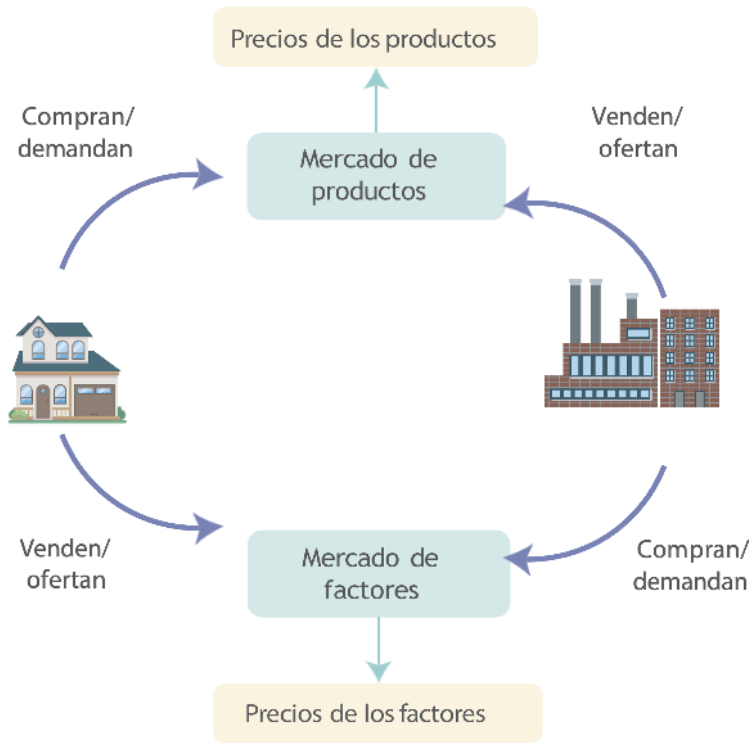 Precios de los productos
Compran/
demandan
Venden/
ofertan
Mercado de
productos
Venden/
ofertan
Mercado de
factores
Compran/
demandan
Precios de los factores